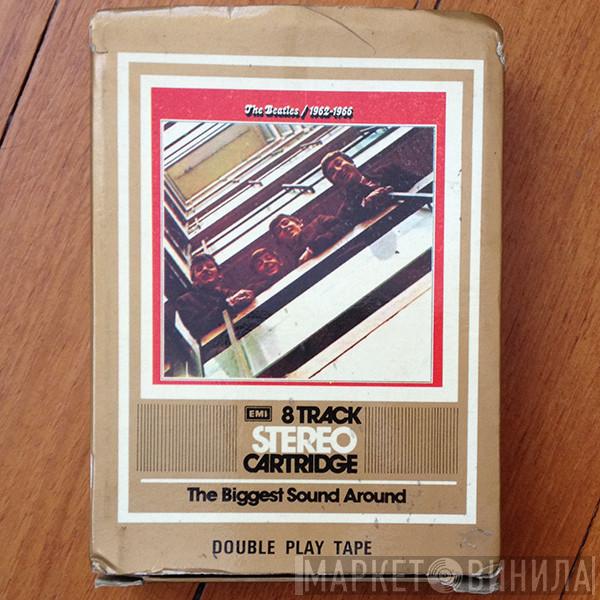 The Beatles / 1962-1966
EMI 8 TRACK
STEREO
CARTRIDGE
The Biggest Sound Around
DOUBLE PLAY TAPE
МАРКЕТ ВИНИЛА